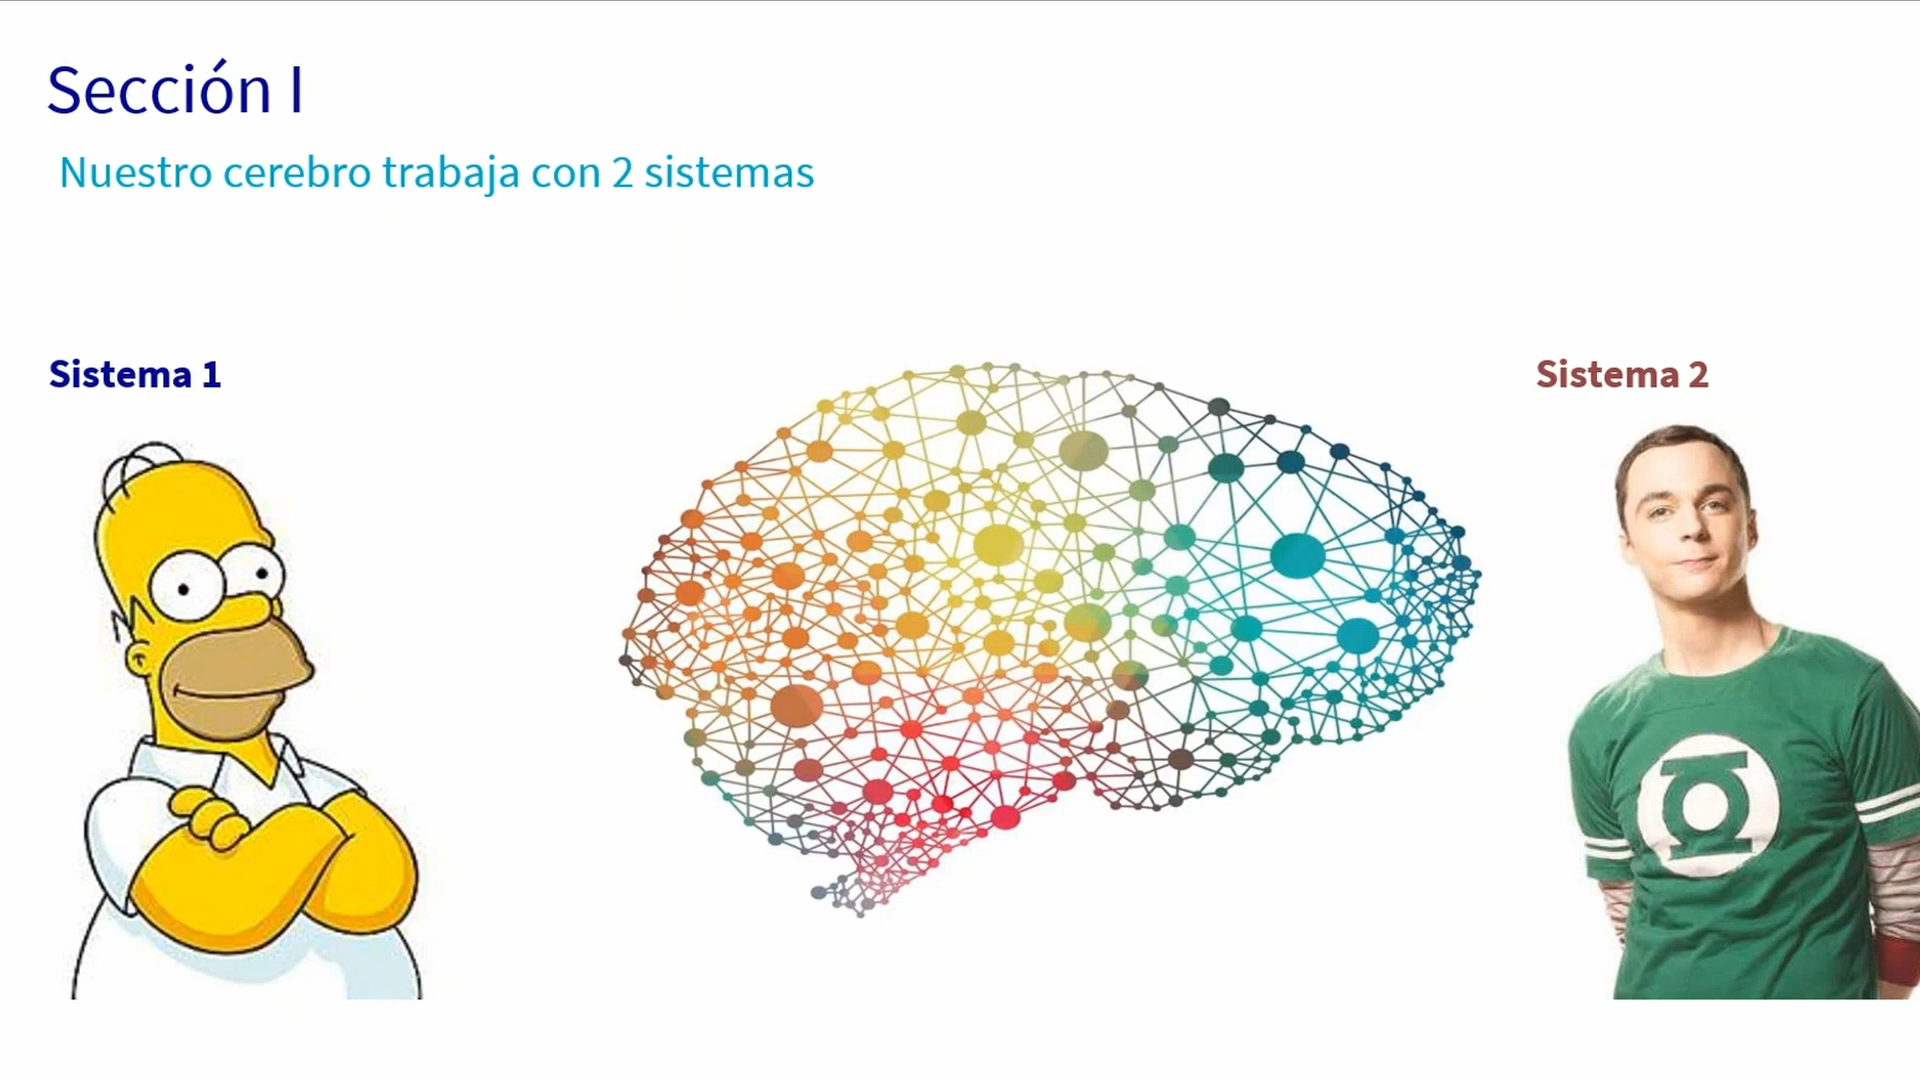 Sección I
Nuestro cerebro trabaja con 2 sistemas
Sistema 1
Sistema 2